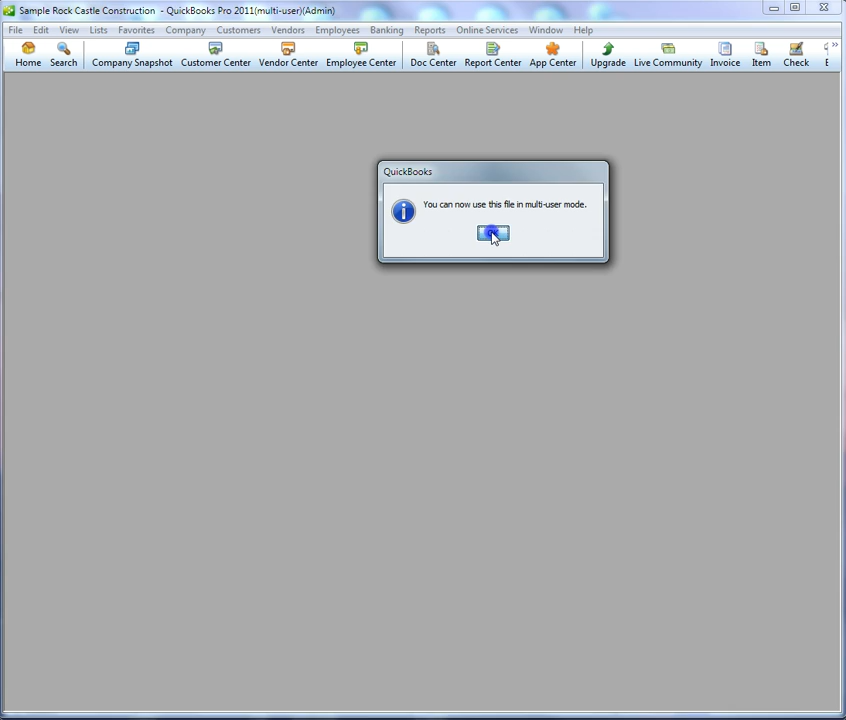 Sample Rock Castle Construction - QuickBooks Pro 2011(multi-user)(Admin)
File Edit View Lists Favorites Company Customers Vendors Employees Banking Reports Online Services Window Help
Home Search Company Snapshot Customer Center Vendor Center Employee Center Doc Center Report Center App Center Upgrade Live Community Invoice Item Check
QuickBooks
You can now use this file in multi-user mode.